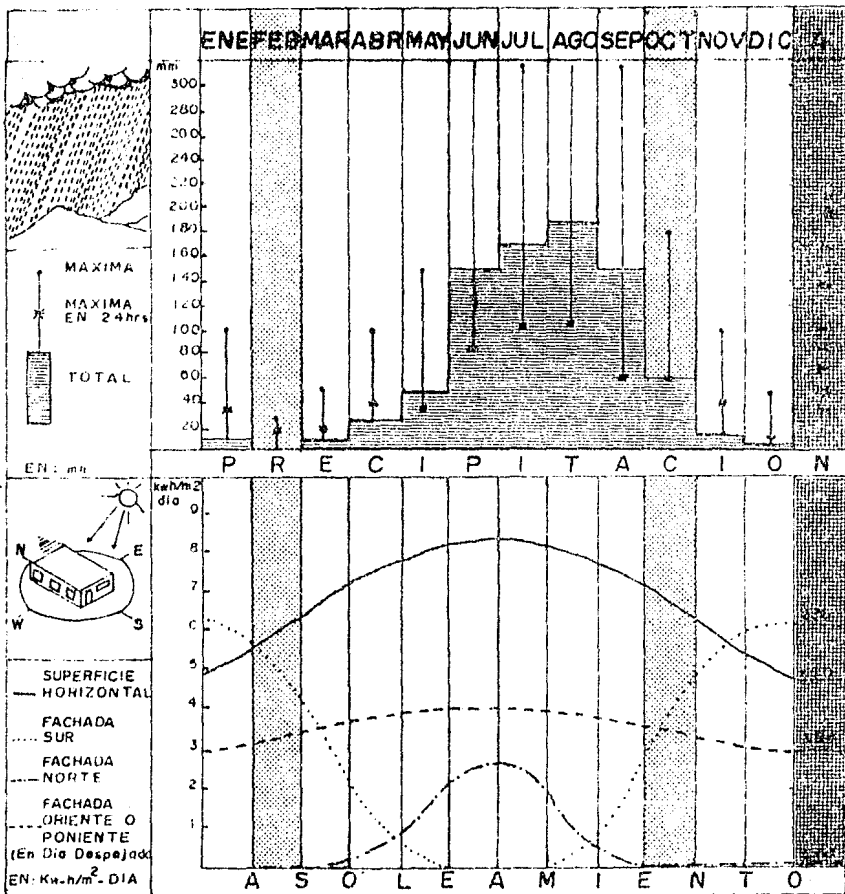 ENE FEB MAR ABR MAY JUN JUL AGO SEP OCT NOV DIC
mm
300
280
260
240
220
200
180
160
140
120
100
80
60
40
20
MAXIMA
MAXIMA
EN 24hrs
TOTAL
EN: mm
P R E C I P I T A C I O N
kwh/m2
dia
9
8
7
6
5
4
3
2
1
N E
W S
SUPERFICIE
HORIZONTAL
FACHADA
SUR
FACHADA
NORTE
FACHADA
ORIENTE O
PONIENTE
(En Dia Despejado
EN: Kw-h/m²- DIA
A S O L E A M I E N T O